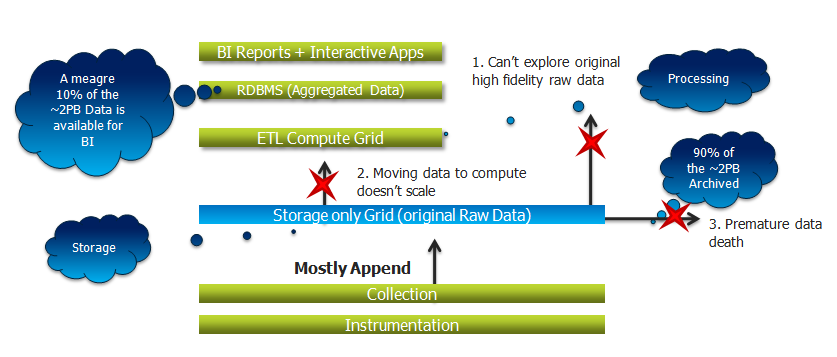 BI Reports + Interactive Apps
A meagre
10% of the
~2PB Data is
available for
BI
RDBMS (Aggregated Data)
ETL Compute Grid
1. Can't explore original
high fidelity raw data
Processing
2. Moving data to compute
doesn't scale
90% of
the ~2PB
Archived
Storage only Grid (original Raw Data)
3. Premature data
death
Storage
Mostly Append
Collection
Instrumentation